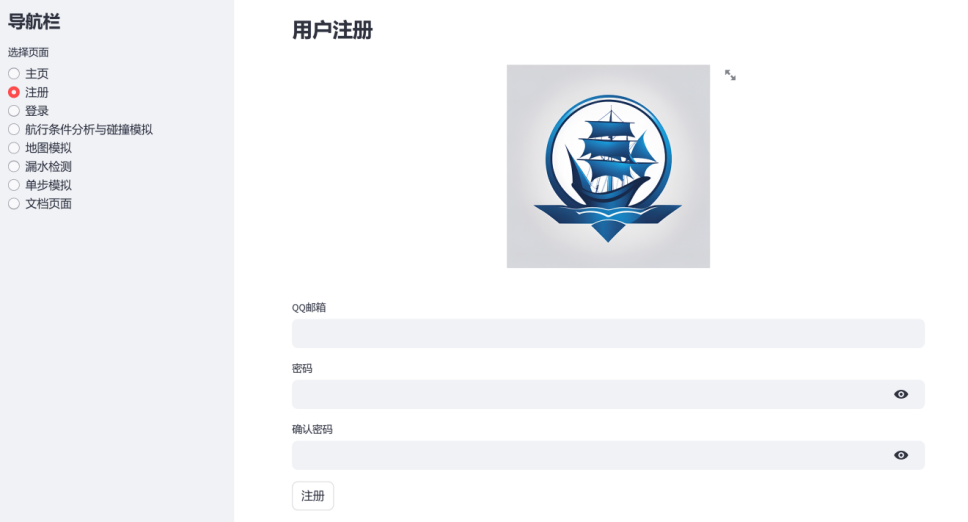 导航栏
选择页面
主页
注册
登录
航行条件分析与碰撞模拟
地图模拟
漏水检测
单步模拟
文档页面
用户注册
QQ邮箱
密码
确认密码
注册